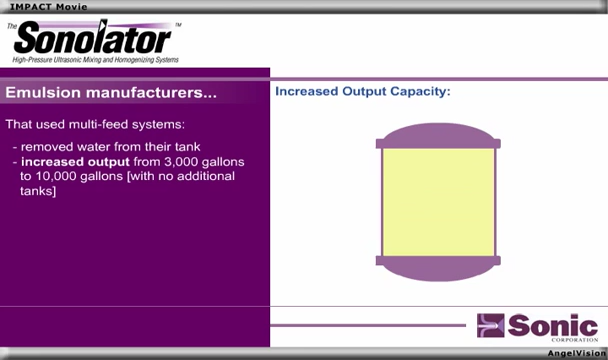 IMPACT Movie
The Sonolator™
High-Pressure Ultrasonic Mixing and Homogenizing Systems
Emulsion manufacturers...
Increased Output Capacity:
That used multi-feed systems:
- removed water from their tank
- increased output from 3,000 gallons
to 10,000 gallons [with no additional
tanks]
Sonic
CORPORATION
AngelVision